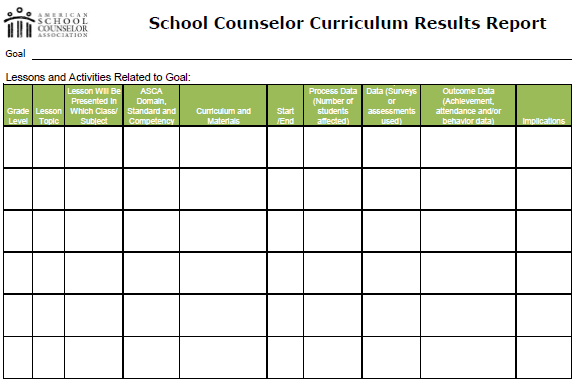 AMERICAN
SCHOOL
COUNSELOR
ASSOCIATION
School Counselor Curriculum Results Report
Goal
Lessons and Activities Related to Goal:
Grade Level
Lesson Topic
Lesson Will Be Presented In Which Class/ Subject
ASCA Domain, Standard and Competency
Curriculum and Materials
Start /End
Process Data (Number of students affected)
Data (Surveys or assessments used)
Outcome Data (Achievement, attendance and/or behavior data)
Implications